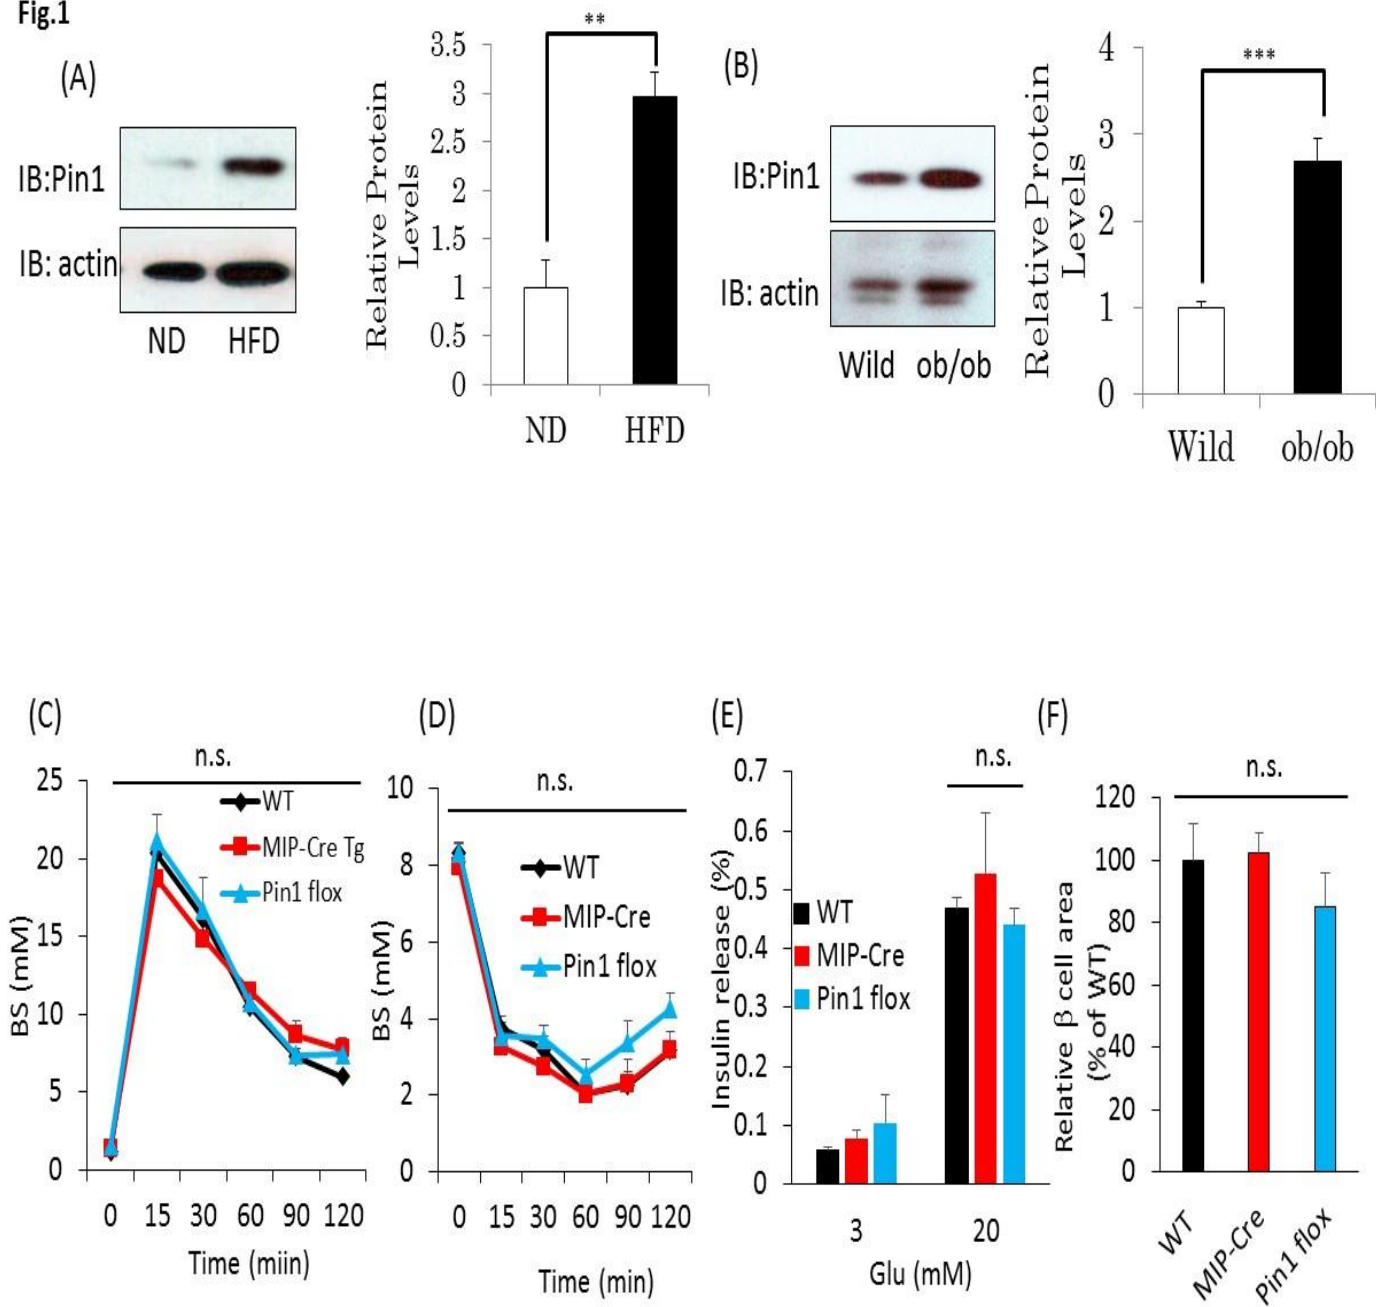 Fig.1
(A)
IB:Pin1
IB: actin
ND HFD
Relative Protein
Levels
3.5
3
2.5
2
1.5
1
0.5
0
**
ND HFD
(B)
IB:Pin1
IB: actin
Wild ob/ob
Relative Protein
Levels
4
3
2
1
0
***
Wild ob/ob
(C)
n.s.
WT
MIP-Cre Tg
Pin1 flox
BS (mM)
25
20
15
10
5
0
0 15 30 60 90 120
Time (miin)
(D)
n.s.
WT
MIP-Cre
Pin1 flox
BS (mM)
10
8
6
4
2
0
0 15 30 60 90 120
Time (min)
(E)
n.s.
WT
MIP-Cre
Pin1 flox
Insulin release (%)
0.7
0.6
0.5
0.4
0.3
0.2
0.1
0
3 20
Glu (mM)
(F)
n.s.
Relative β cell area
(% of WT)
120
100
80
60
40
20
0
WT
MIP-Cre
Pin1 flox